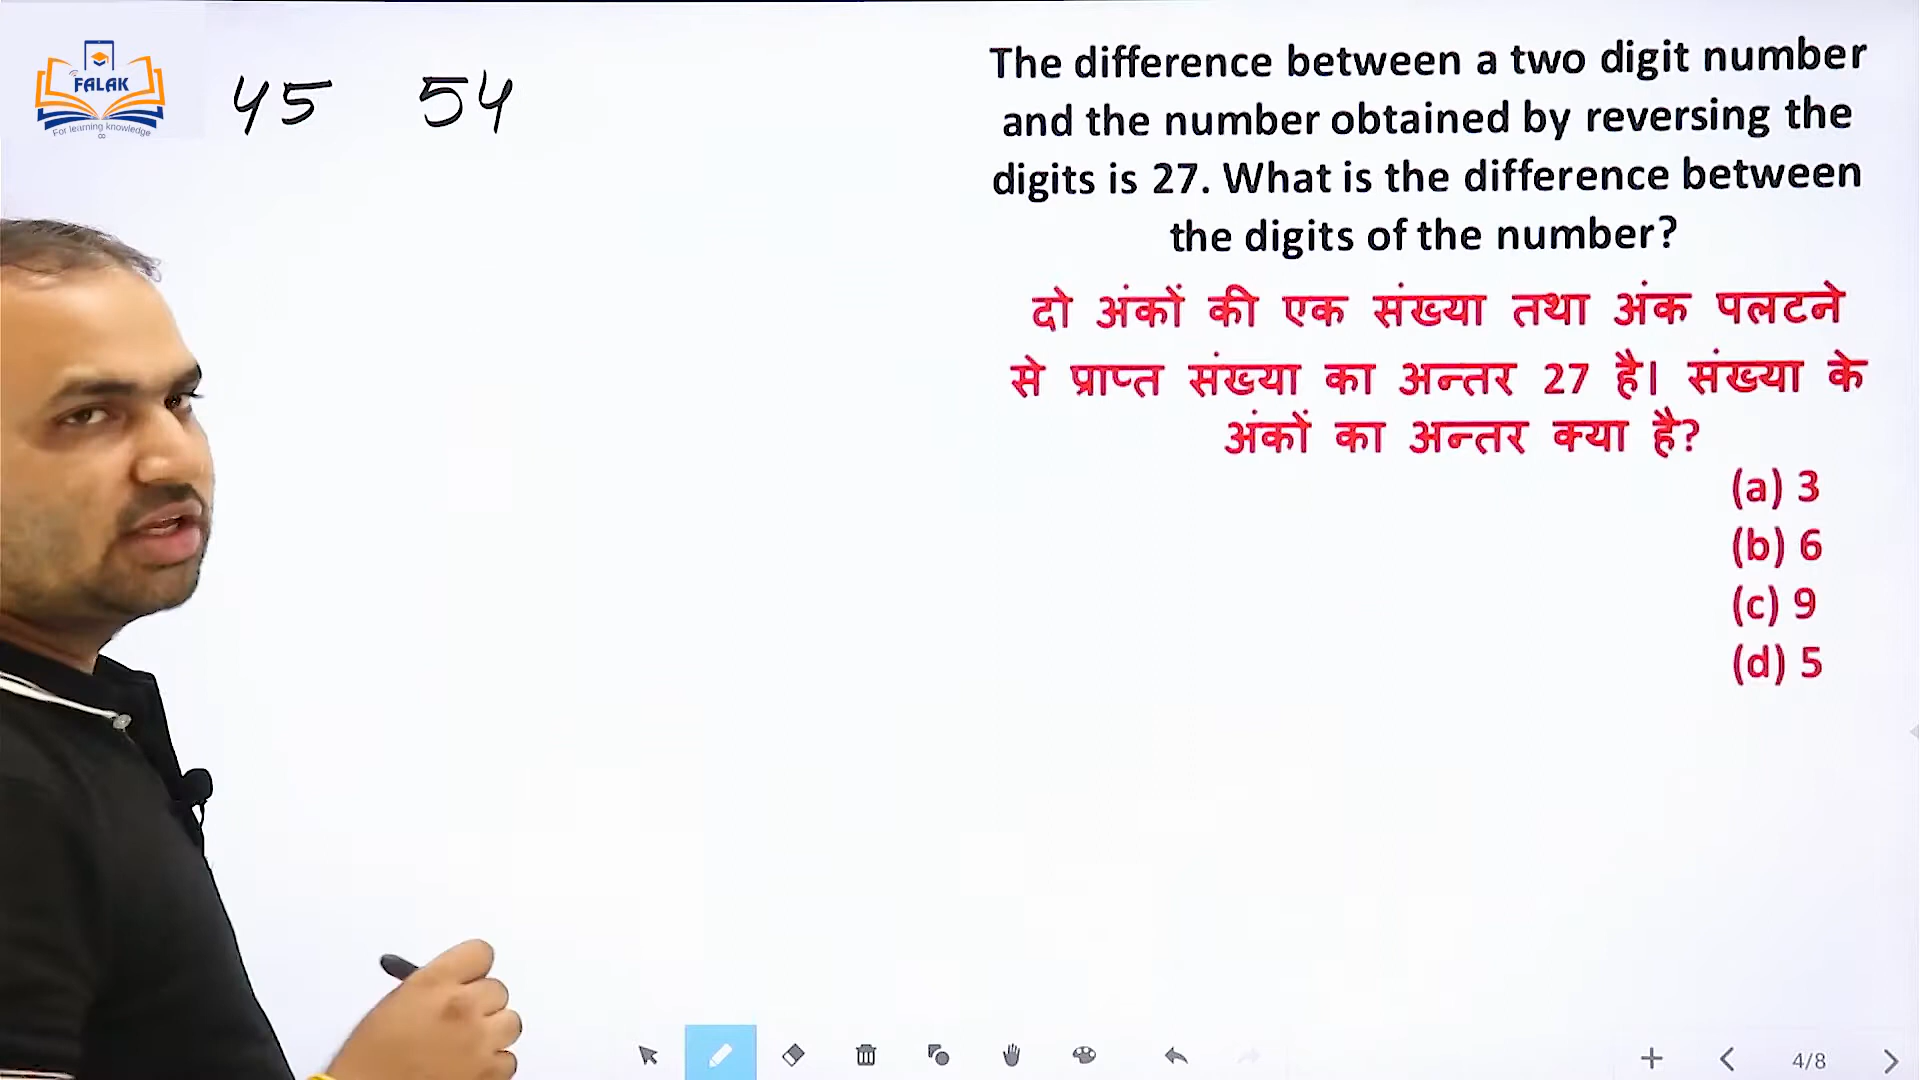 FALAK
For learning knowledge
45 54
The difference between a two digit number
and the number obtained by reversing the
digits is 27. What is the difference between
the digits of the number?
दो अंकों की एक संख्या तथा अंक पलटने
से प्राप्त संख्या का अन्तर 27 है। संख्या के
अंकों का अन्तर क्या है?
(a) 3
(b) 6
(c) 9
(d) 5
4/8